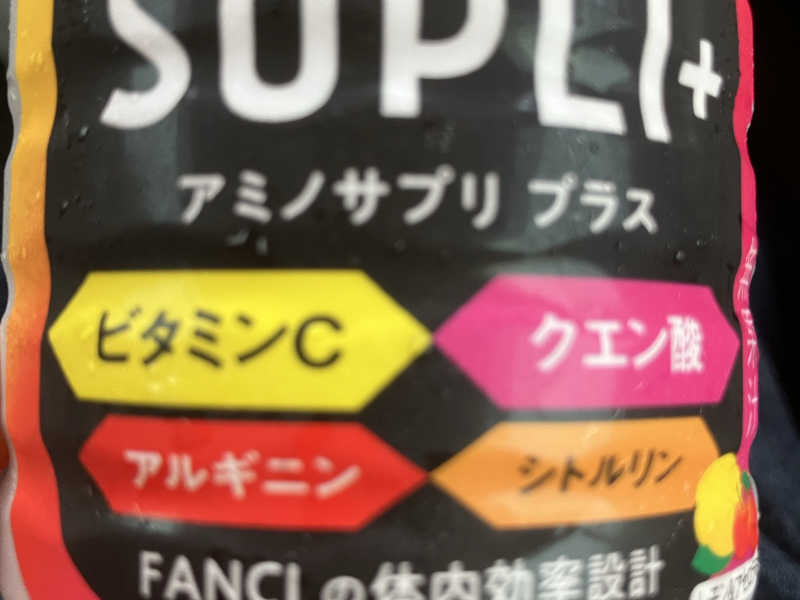 SUPLI+
アミノサプリ プラス
ビタミンC
クエン酸
アルギニン
シトルリン
FANCLの体内効率設計